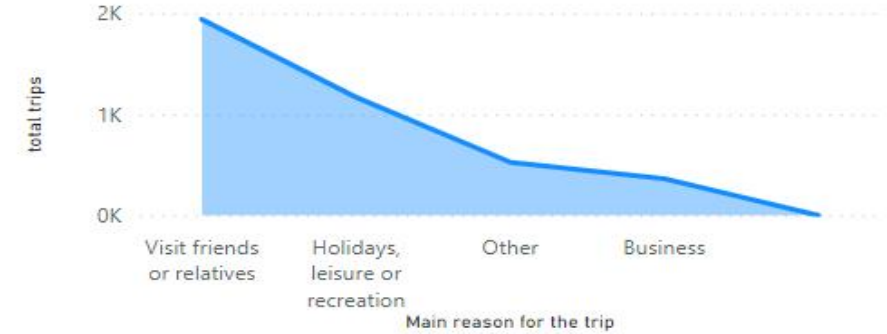 2K
total trips
1K
0K
Visit friends
or relatives
Holidays,
leisure or
recreation
Other
Business
Main reason for the trip